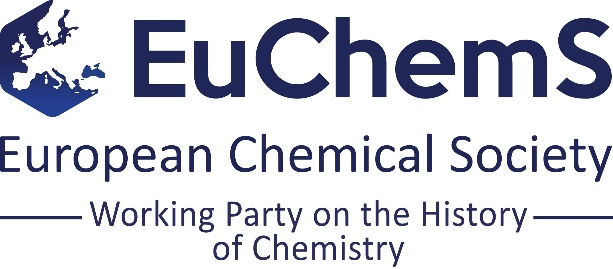 EuChemS
European Chemical Society
Working Party on the History
of Chemistry